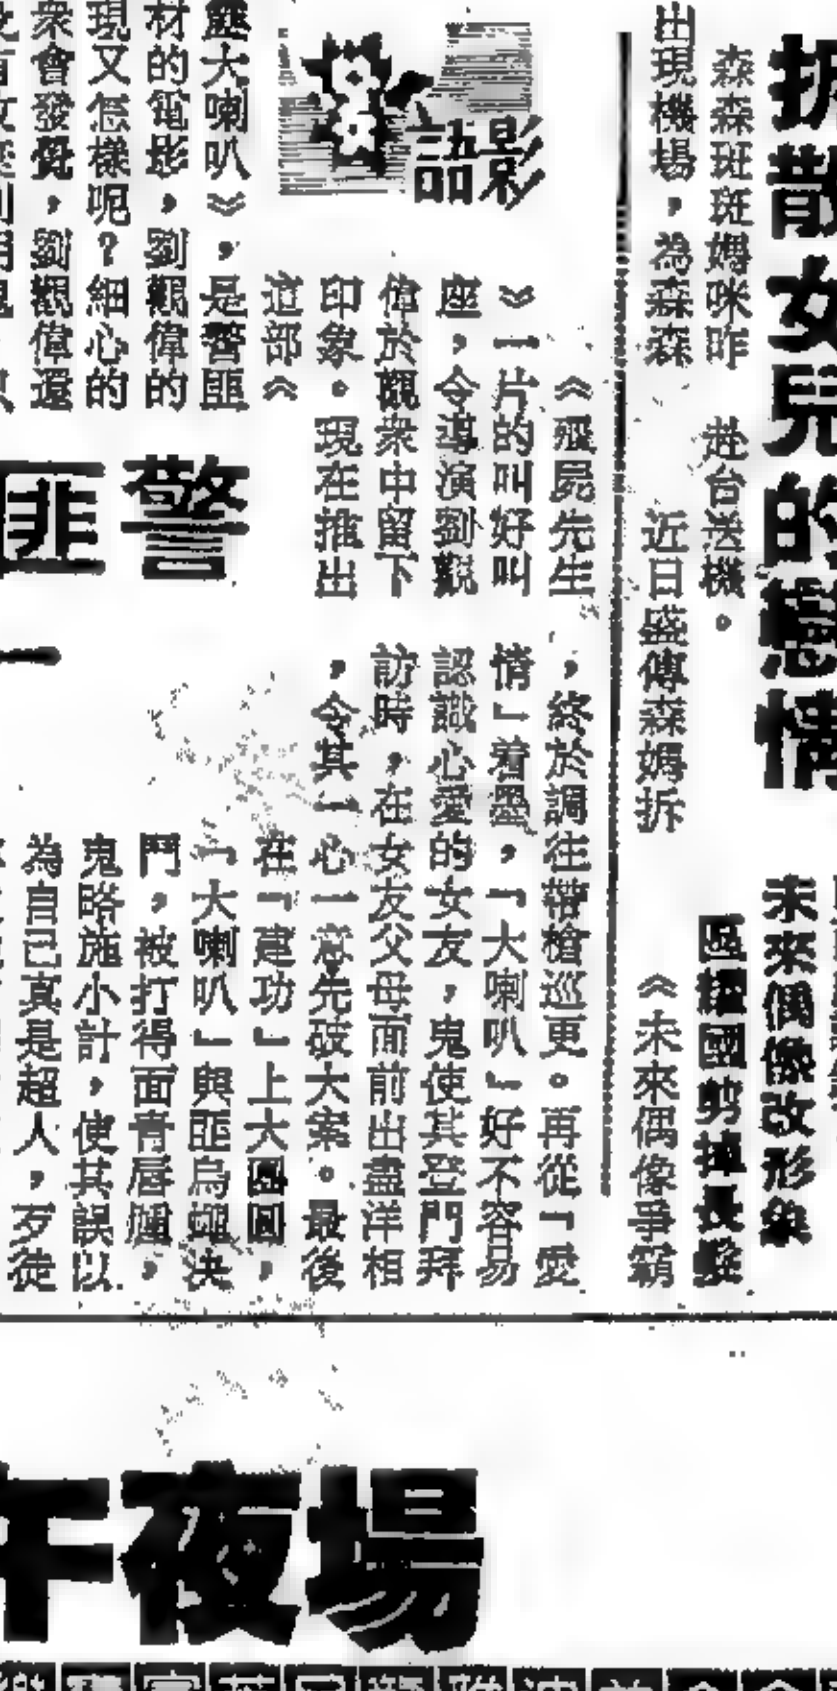 散女兒的戀情
森森斑斑媽咪昨
赴台送機。
出現機場，為森森
近日盛傳森媽拆
未來偶像改形象
區耀國剪掉長髮
《未來偶像爭霸
影語
《殭屍先生
》一片的叫好叫
座，令導演劉觀
偉於觀衆中留下
印象。現在推出
這部《
大喇叭》，是警匪
材的電影，劉觀偉的
現又怎樣呢？細心的
衆會發覺，劉觀偉還
警匪
一
，終於調往帶槍巡更。再從「愛
情」着墨，「大喇叭」好不容易
認識心愛的女友，鬼使其登門拜
訪時，在女友父母面前出盡洋相
，令其一心一意先破大案。最後
在「建功」上大團圓，
「大喇叭」與匪烏蠅決
鬥，被打得面青唇腫，
鬼略施小計，使其誤以
為自己真是超人，歹徒
午夜場